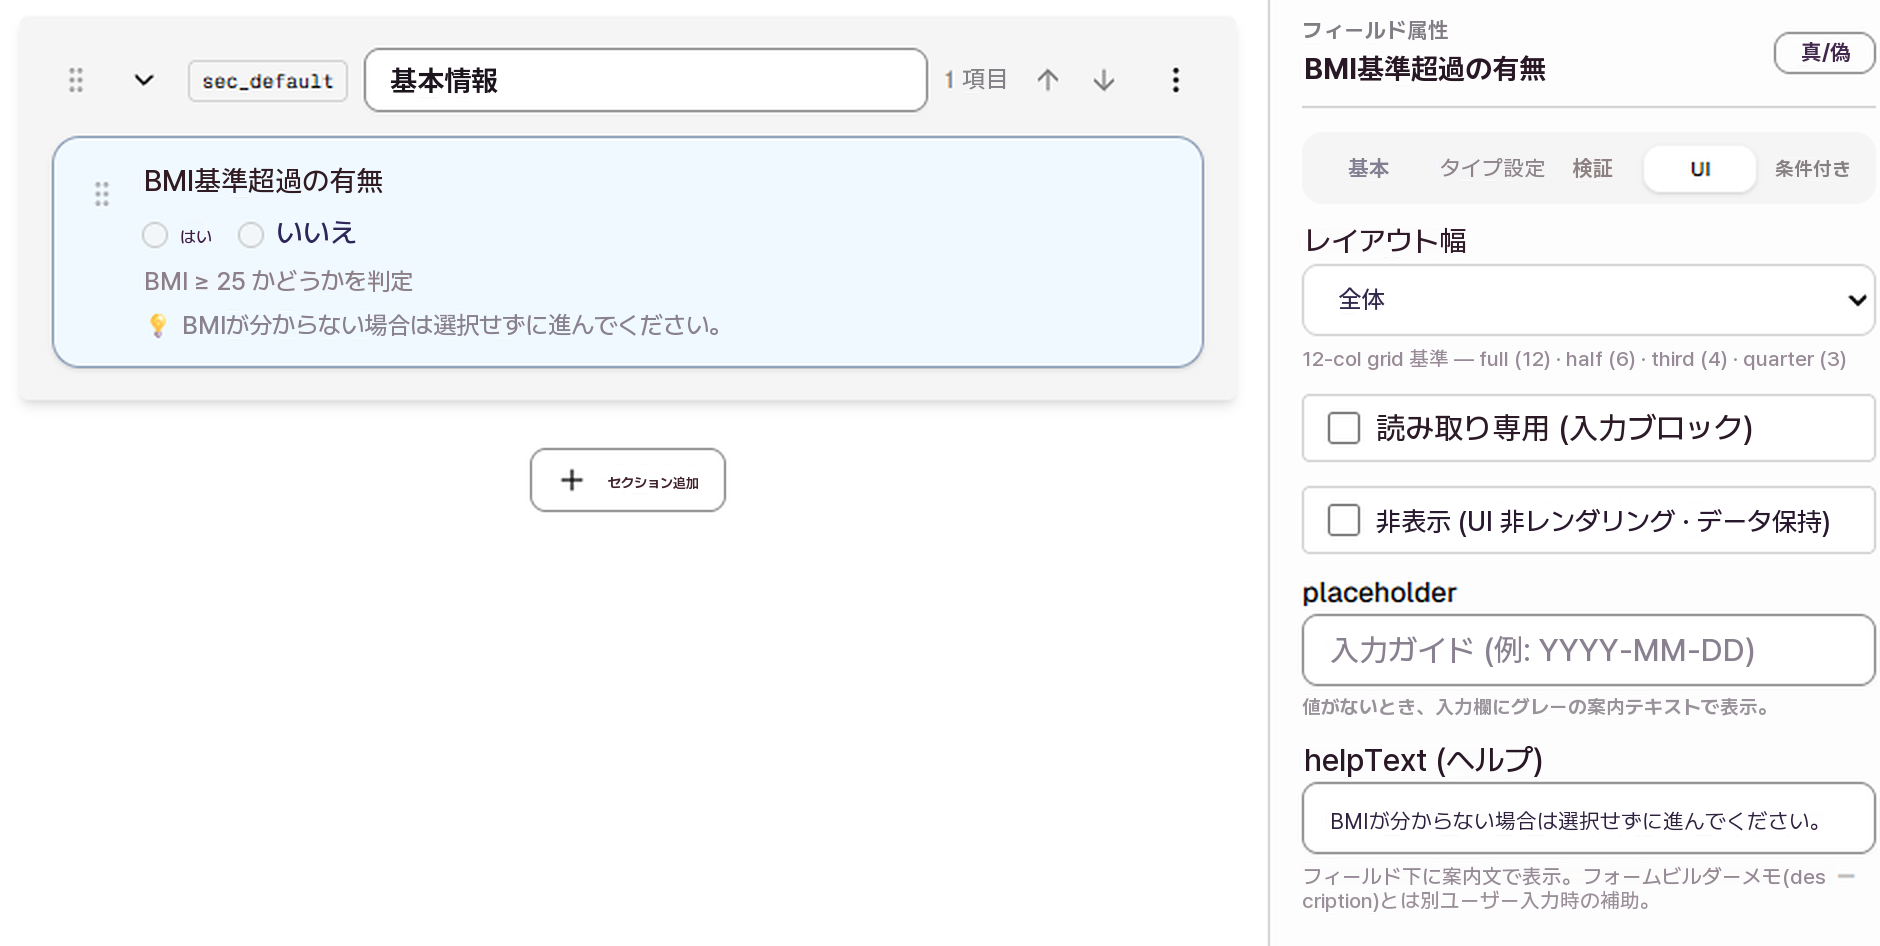 sec_default 基本情報 1 項目
BMI基準超過の有無
はい いいえ
BMI ≥ 25 かどうかを判定
💡 BMIが分からない場合は選択せずに進んでください。
+ セクション追加
フィールド属性
BMI基準超過の有無
真/偽
基本 タイプ設定 検証 UI 条件付き
レイアウト幅
全体
12-col grid 基準 — full (12) · half (6) · third (4) · quarter (3)
読み取り専用 (入力ブロック)
非表示 (UI 非レンダリング · データ保持)
placeholder
入力ガイド (例: YYYY-MM-DD)
値がないとき、入力欄にグレーの案内テキストで表示。
helpText (ヘルプ)
BMIが分からない場合は選択せずに進んでください。
フィールド下に案内文で表示。フォームビルダーメモ(des
cription)とは別ユーザー入力時の補助。